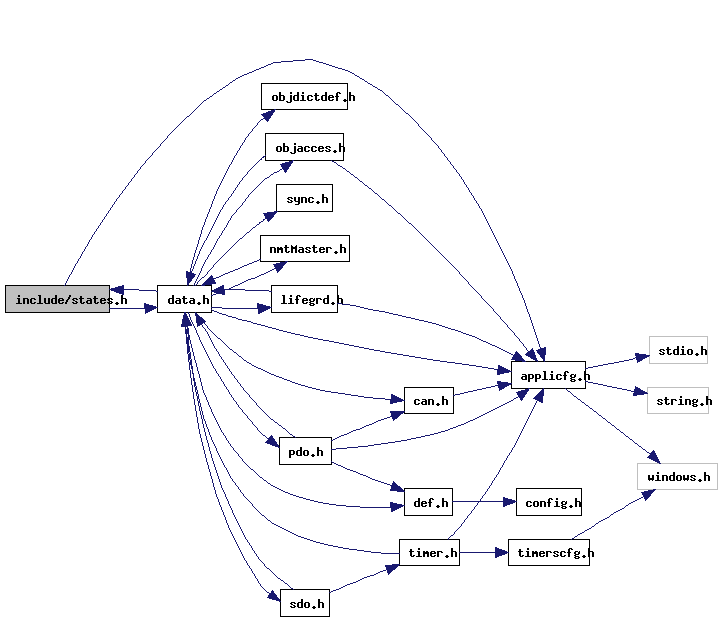 objdictdef.h
objacces.h
sync.h
nmtMaster.h
include/states.h
data.h
lifegrd.h
stdio.h
applicfg.h
can.h
string.h
pdo.h
windows.h
def.h
config.h
timer.h
timerscfg.h
sdo.h